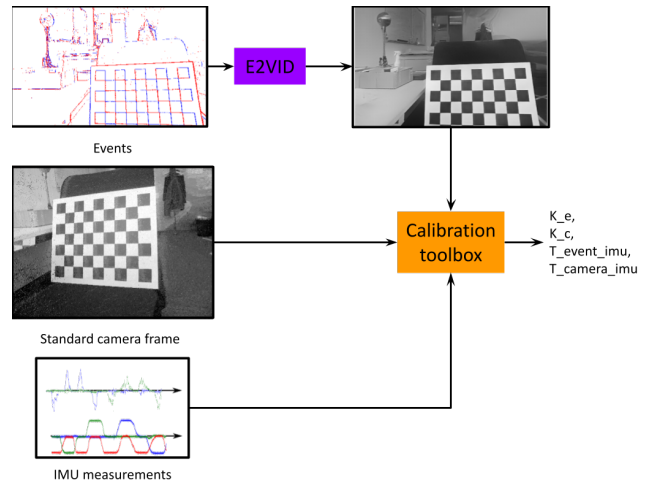 E2VID
Events
Calibration
toolbox
K_e,
K_c,
T_event_imu,
T_camera_imu
Standard camera frame
IMU measurements